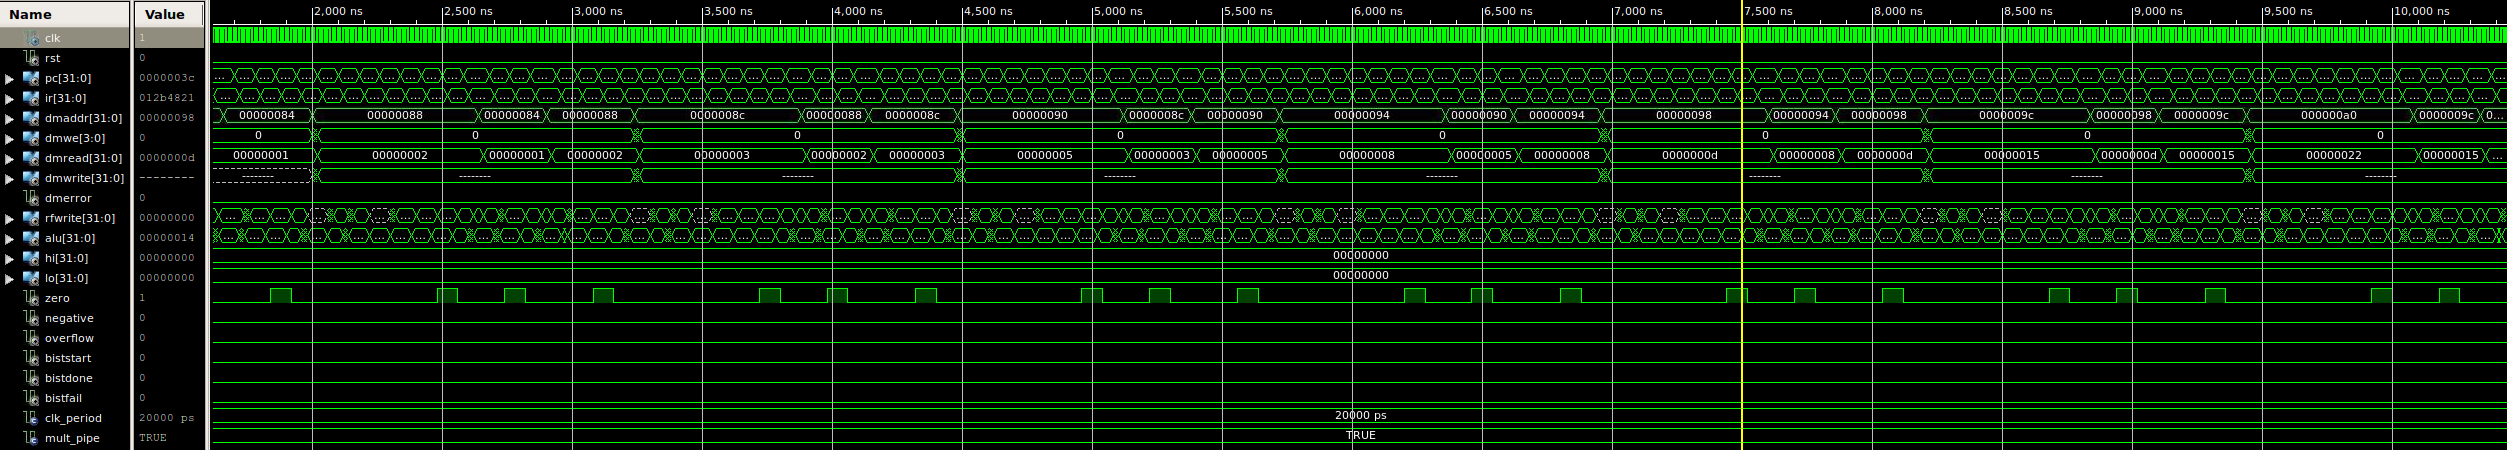 Name Value 2,000 ns 2,500 ns 3,000 ns 3,500 ns 4,000 ns 4,500 ns 5,000 ns 5,500 ns 6,000 ns 6,500 ns 7,000 ns 7,500 ns 8,000 ns 8,500 ns 9,000 ns 9,500 ns 10,000 ns
clk 1
rst 0
pc[31:0] 0000003c
ir[31:0] 012b4821
dmaddr[31:0] 00000098 00000084 00000088 00000084 00000088 0000008c 00000088 0000008c 00000090 0000008c 00000090 00000094 00000090 00000094 00000098 00000094 00000098 0000009c 00000098 0000009c 000000a0 0000009c 0...
dmwe[3:0] 0 0 0 0 0 0 0 0 0
dmread[31:0] 0000000d 00000001 00000002 00000001 00000002 00000003 00000002 00000003 00000005 00000003 00000005 00000008 00000005 00000008 0000000d 00000008 0000000d 00000015 0000000d 00000015 00000022 00000015 ...
dmwrite[31:0] -------- -------- -------- -------- -------- -------- -------- -------- --------
dmerror 0
rfwrite[31:0] 00000000
alu[31:0] 00000014
hi[31:0] 00000000 00000000
lo[31:0] 00000000 00000000
zero 1
negative 0
overflow 0
biststart 0
bistdone 0
bistfail 0
clk_period 20000 ps 20000 ps
mult_pipe TRUE TRUE